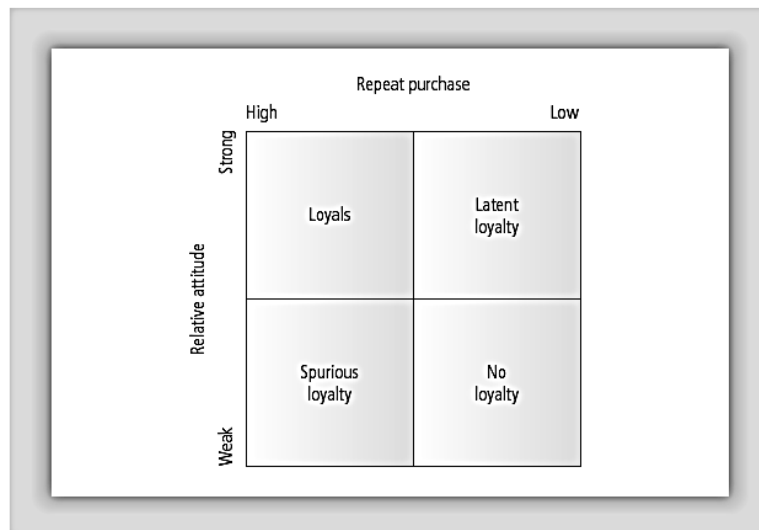 Repeat purchase
High
Low
Strong
Loyals
Latent
loyalty
Relative attitude
Spurious
loyalty
No
loyalty
Weak